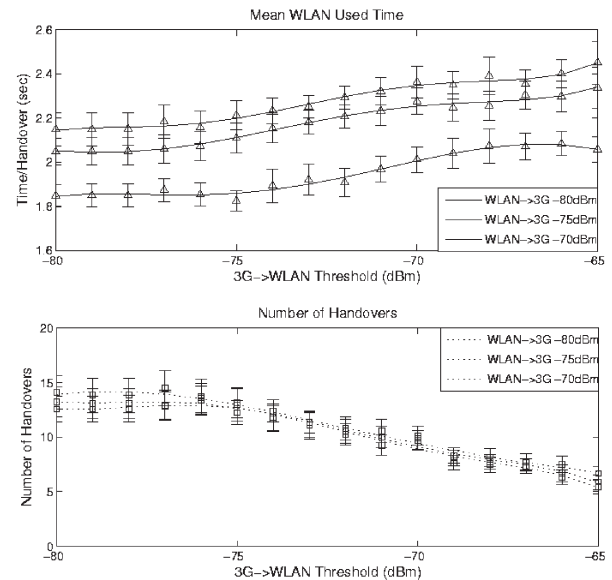 Mean WLAN Used Time
2.6
2.4
2.2
2
1.8
1.6
Time/Handover (sec)
WLAN->3G -80dBm
WLAN->3G -75dBm
WLAN->3G -70dBm
-80
-75
-70
-65
3G->WLAN Threshold (dBm)
Number of Handovers
20
15
10
5
0
Number of Handovers
WLAN->3G -80dBm
WLAN->3G -75dBm
WLAN->3G -70dBm
-80
-75
-70
-65
3G->WLAN Threshold (dBm)